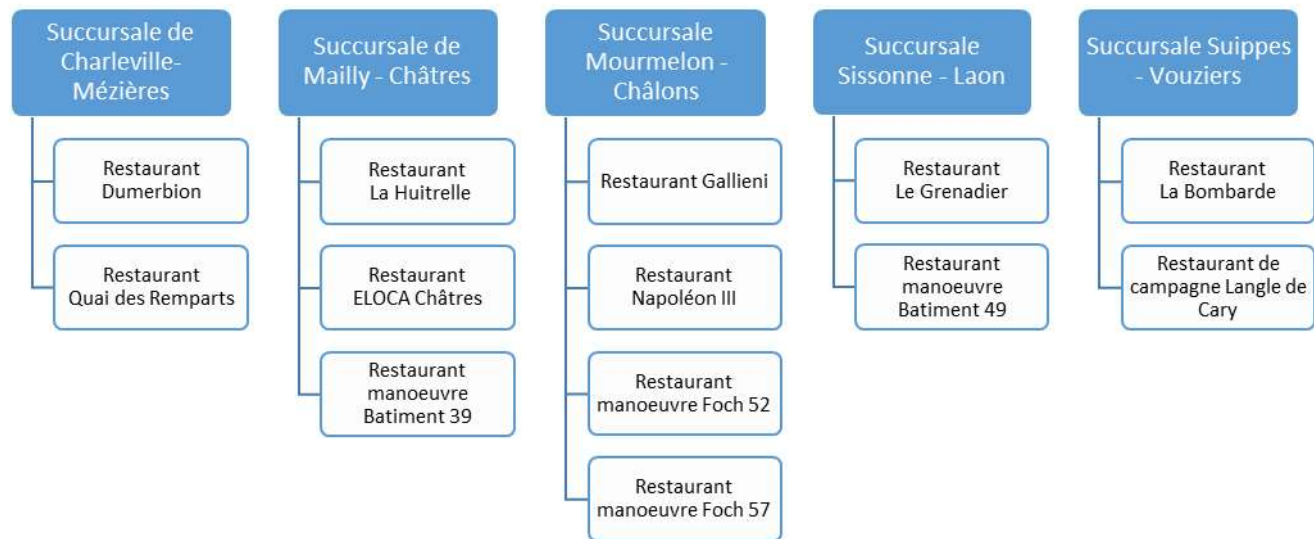 Succursale de
Charleville-
Mézières
Restaurant
Dumerbion
Restaurant
Quai des Remparts
Succursale de
Mailly - Châtres
Restaurant
La Huitrelle
Restaurant
ELOCA Châtres
Restaurant
manoeuvre
Batiment 39
Succursale
Mourmelon -
Châlons
Restaurant Gallieni
Restaurant
Napoléon III
Restaurant
manoeuvre Foch 52
Restaurant
manoeuvre Foch 57
Succursale
Sissonne - Laon
Restaurant
Le Grenadier
Restaurant
manoeuvre
Batiment 49
Succursale Suippes
- Vouziers
Restaurant
La Bombarde
Restaurant de
campagne Langle de
Cary